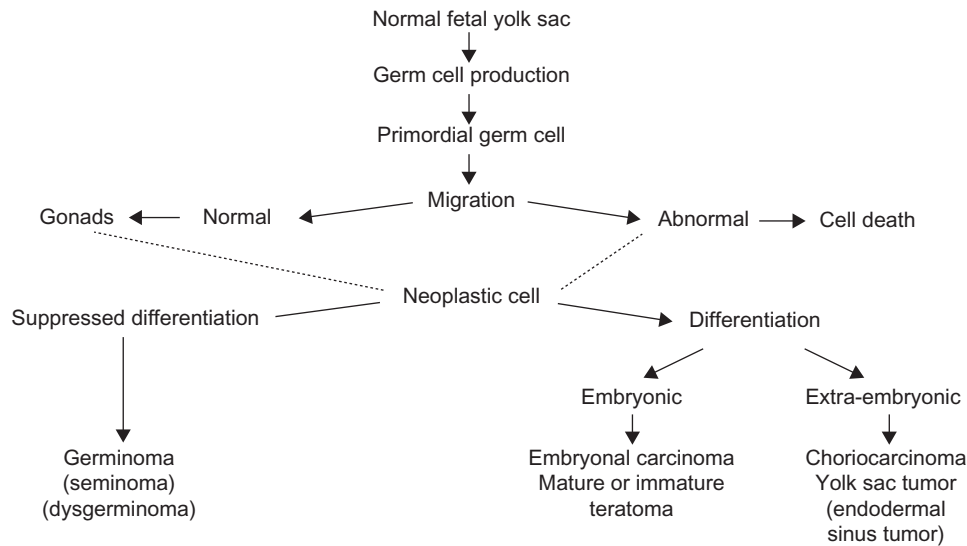 Normal fetal yolk sac
Germ cell production
Primordial germ cell
Migration
Gonads
Normal
Abnormal
Cell death
Neoplastic cell
Suppressed differentiation
Differentiation
Embryonic
Extra-embryonic
Germinoma
(seminoma)
(dysgerminoma)
Embryonal carcinoma
Mature or immature
teratoma
Choriocarcinoma
Yolk sac tumor
(endodermal
sinus tumor)